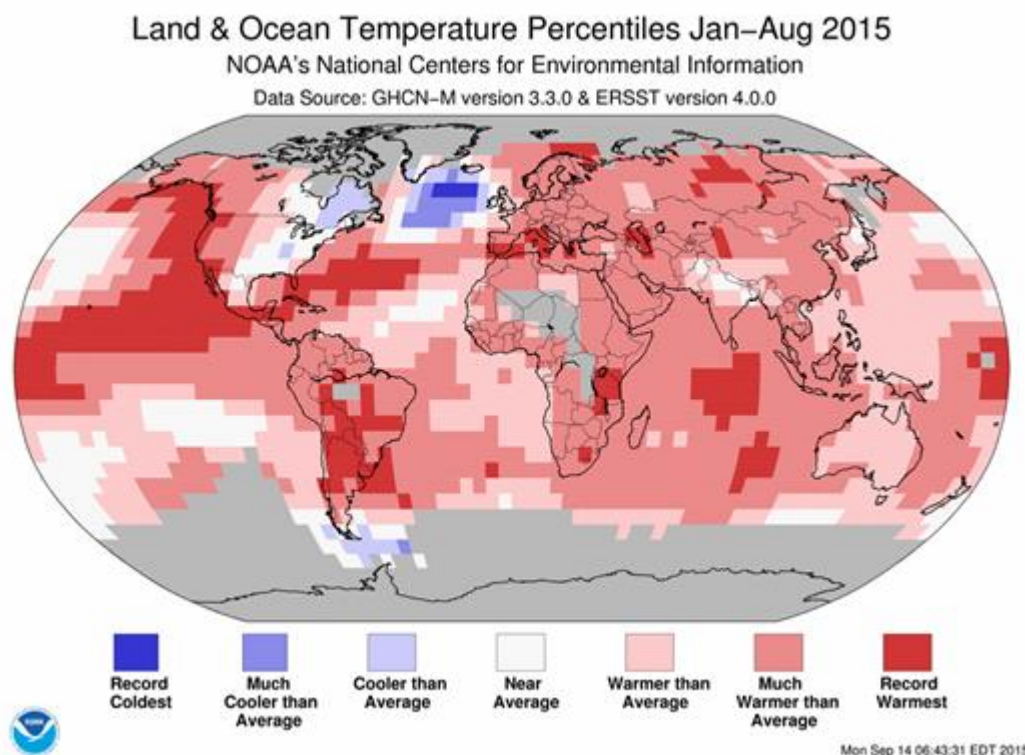 Land & Ocean Temperature Percentiles Jan–Aug 2015
NOAA's National Centers for Environmental Information
Data Source: GHCN–M version 3.3.0 & ERSST version 4.0.0
Record
Coldest
Much
Cooler than
Average
Cooler than
Average
Near
Average
Warmer than
Average
Much
Warmer than
Average
Record
Warmest
NOAA
Mon Sep 14 06:43:31 EDT 2015